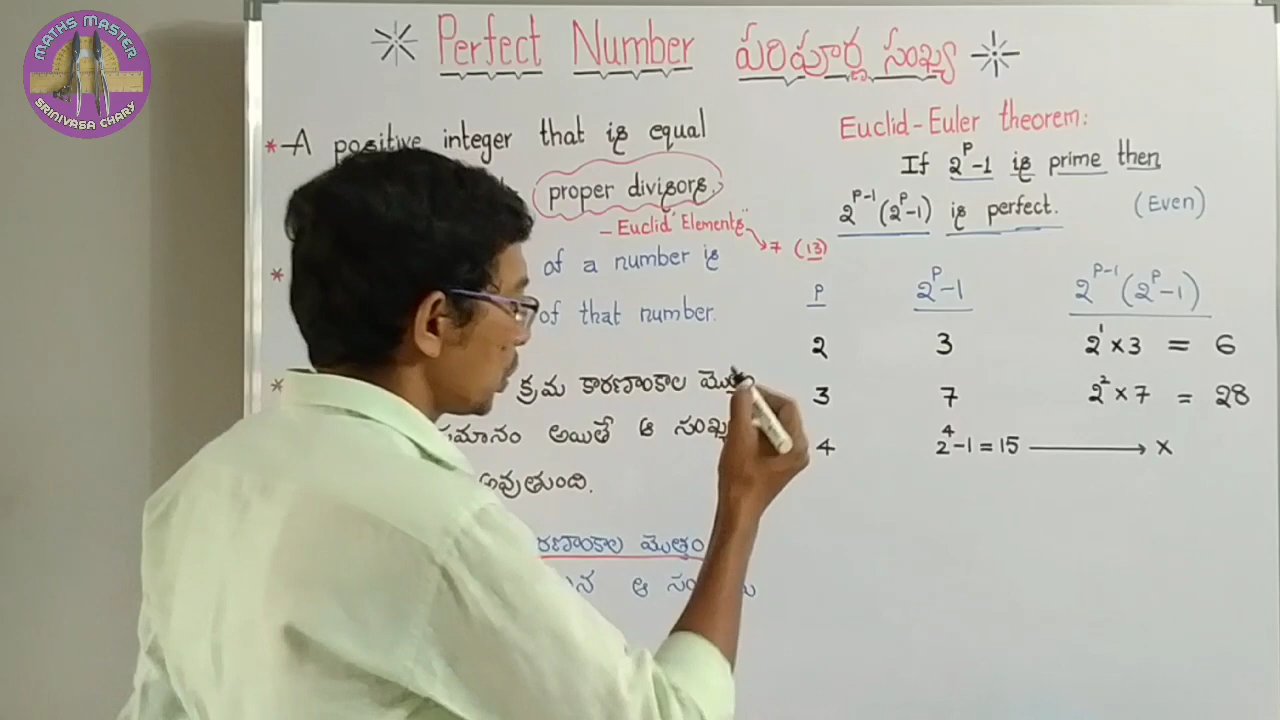 MATHS MASTER
SRINIVASA CHARY
Perfect Number పరిపూర్ణ సంఖ్య
* A positive integer that is equal
proper divisors.
– Euclid "Elements" → 7 (13)
* of a number is
of that number.
* క్రమ కారణాంకాల
సమానం అయితే ఆ
అవుతుంది.
మొత్తం
ఆ
Euclid-Euler theorem:
If 2^P-1 is prime then
2^(P-1)(2^P-1) is perfect. (Even)
P 2^P-1 2^(P-1)(2^P-1)
2 3 2^1 × 3 = 6
3 7 2^2 × 7 = 28
4 2^4-1 = 15 → ×